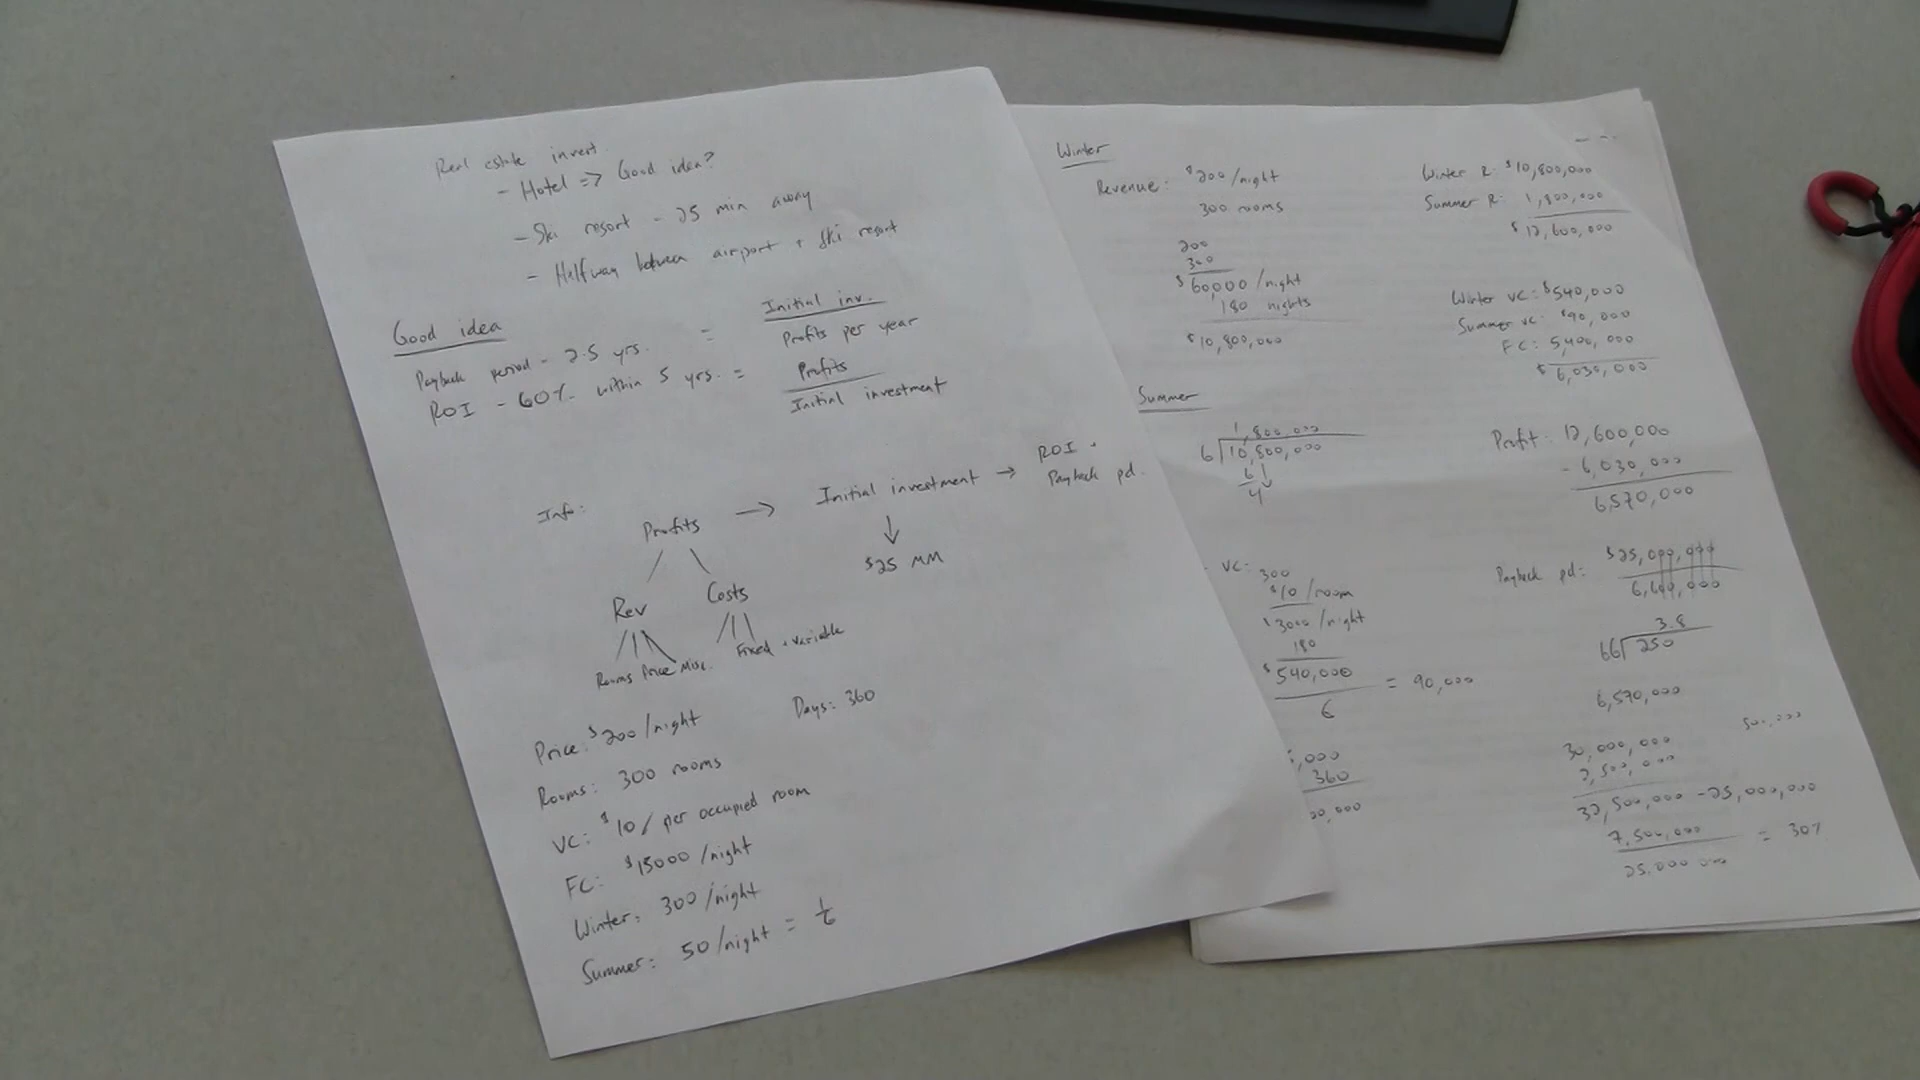 Real estate invest.
- Hotel => Good idea?
- Ski resort - 25 min away
- Halfway between airport + ski resort
Good idea
Payback period - 2.5 yrs. = Initial inv. / Profits per year
ROI - 60% within 5 yrs. = Profits / Initial investment
Info:
Profits → Initial investment → ROI + Payback pd.
↓
$25 MM
Rev Costs
Rooms Price Misc. Fixed + variable
Price: $200/night
Days: 360
Rooms: 300 rooms
VC: $10/ per occupied room
FC: $15000/night
Winter: 300/night
Summer: 50/night = 1/6
Winter
Revenue: $200/night
300 rooms
200
300
$60,000/night
180 nights
$10,800,000
Summer
1,800,000
6 10,800,000
6↓
4
VC: 300
$10/room
$3000/night
180
$540,000
6
= 90,000
,000
360
00,000
Winter R: $10,800,000
Summer R: 1,800,000
$12,600,000
Winter VC: $540,000
Summer VC: $90,000
FC: 5,400,000
$6,030,000
Profit: 12,600,000
- 6,030,000
6,570,000
Payback pd: $25,000,000
6,600,000
3.8
66 250
6,570,000
500,000
30,000,000
2,500,000
32,500,000 - 25,000,000
7,500,000 = 30%
25,000,000